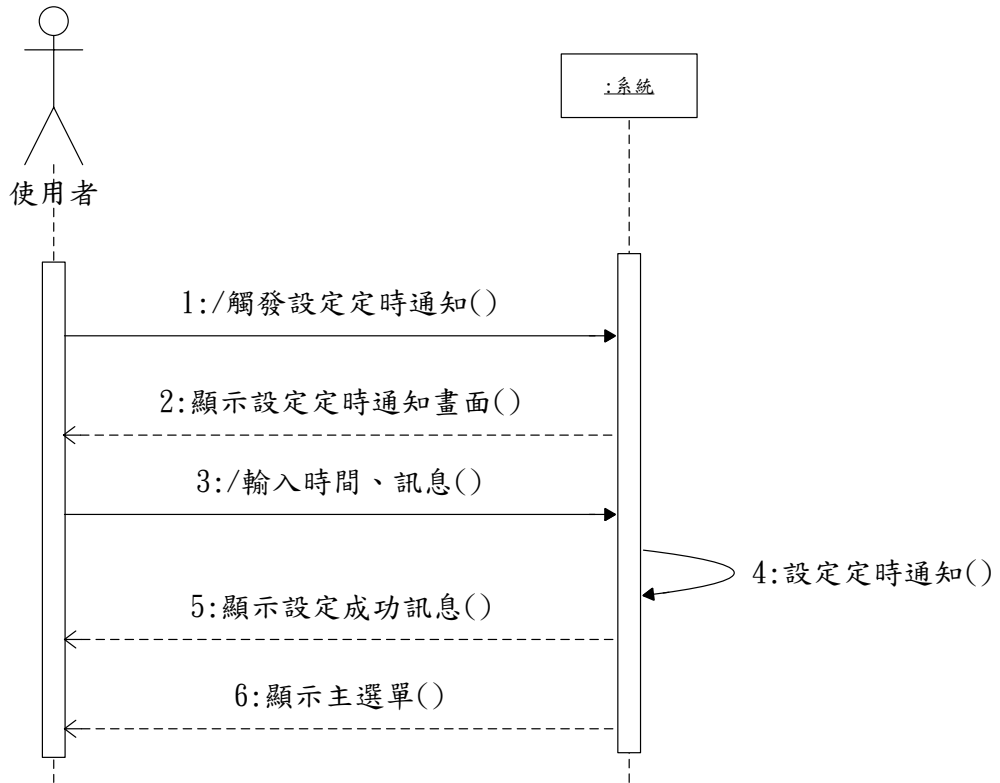 :系統
使用者
1:/觸發設定定時通知()
2:顯示設定定時通知畫面()
3:/輸入時間、訊息()
4:設定定時通知()
5:顯示設定成功訊息()
6:顯示主選單()